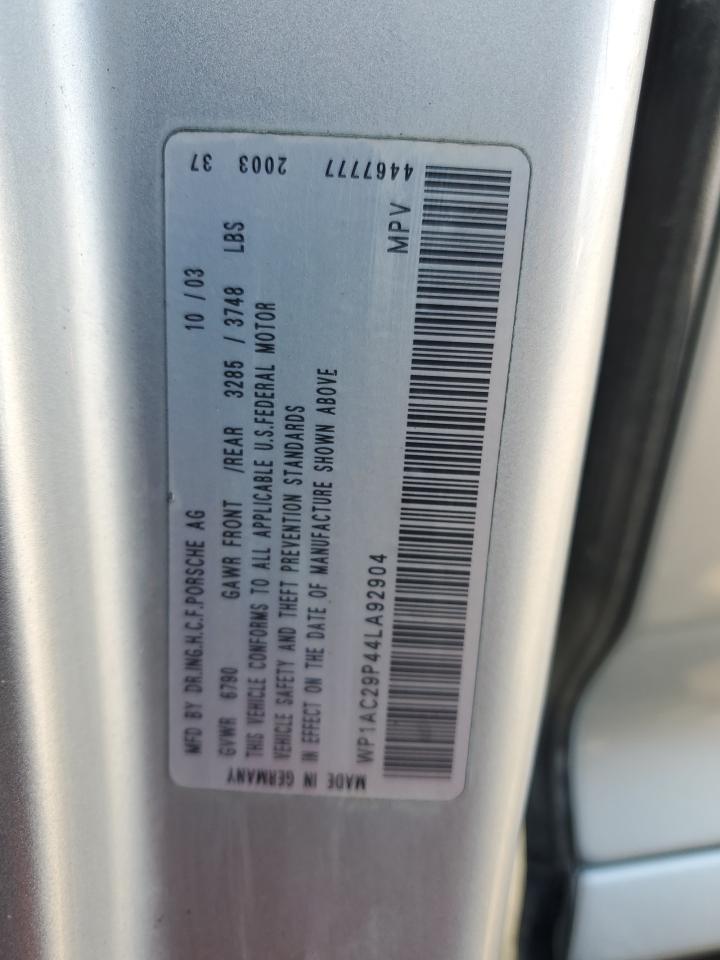 MFD BY DR.ING.H.C.F.PORSCHE AG 10 / 03
GVWR 6790 GAWR FRONT /REAR 3285 / 3748 LBS
THIS VEHICLE CONFORMS TO ALL APPLICABLE U.S.FEDERAL MOTOR
VEHICLE SAFETY AND THEFT PREVENTION STANDARDS
IN EFFECT ON THE DATE OF MANUFACTURE SHOWN ABOVE
WP1AC29P44LA92904 MPV
MADE IN GERMANY
4467777 2003 37